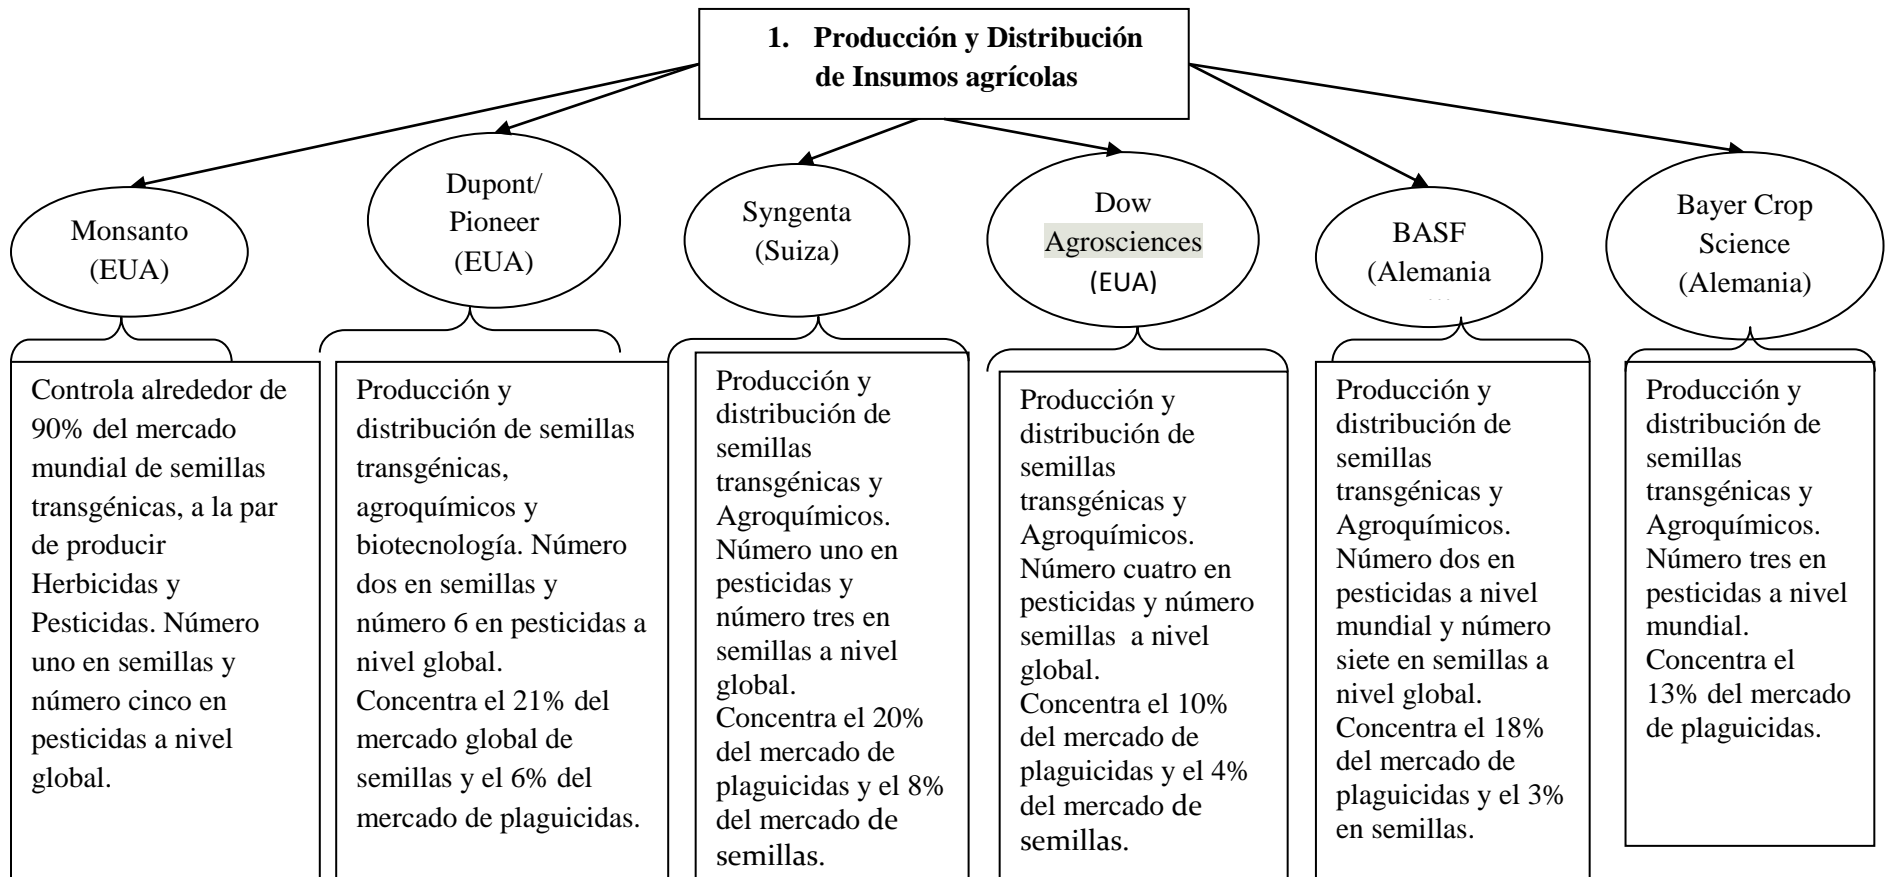 1. Producción y Distribución
de Insumos agrícolas
Monsanto
(EUA)
Dupont/
Pioneer
(EUA)
Syngenta
(Suiza)
Dow
Agrosciences
(EUA)
BASF
(Alemania
Bayer Crop
Science
(Alemania)
Controla alrededor de
90% del mercado
mundial de semillas
transgénicas, a la par
de producir
Herbicidas y
Pesticidas. Número
uno en semillas y
número cinco en
pesticidas a nivel
global.
Producción y
distribución de semillas
transgénicas,
agroquímicos y
biotecnología. Número
dos en semillas y
número 6 en pesticidas a
nivel global.
Concentra el 21% del
mercado global de
semillas y el 6% del
mercado de plaguicidas.
Producción y
distribución de
semillas
transgénicas y
Agroquímicos.
Número uno en
pesticidas y
número tres en
semillas a nivel
global.
Concentra el 20%
del mercado de
plaguicidas y el 8%
del mercado de
semillas.
Producción y
distribución de
semillas
transgénicas y
Agroquímicos.
Número cuatro en
pesticidas y número
semillas a nivel
global.
Concentra el 10%
del mercado de
plaguicidas y el 4%
del mercado de
semillas.
Producción y
distribución de
semillas
transgénicas y
Agroquímicos.
Número dos en
pesticidas a nivel
mundial y número
siete en semillas a
nivel global.
Concentra el 18%
del mercado de
plaguicidas y el 3%
en semillas.
Producción y
distribución de
semillas
transgénicas y
Agroquímicos.
Número tres en
pesticidas a nivel
mundial.
Concentra el
13% del mercado
de plaguicidas.